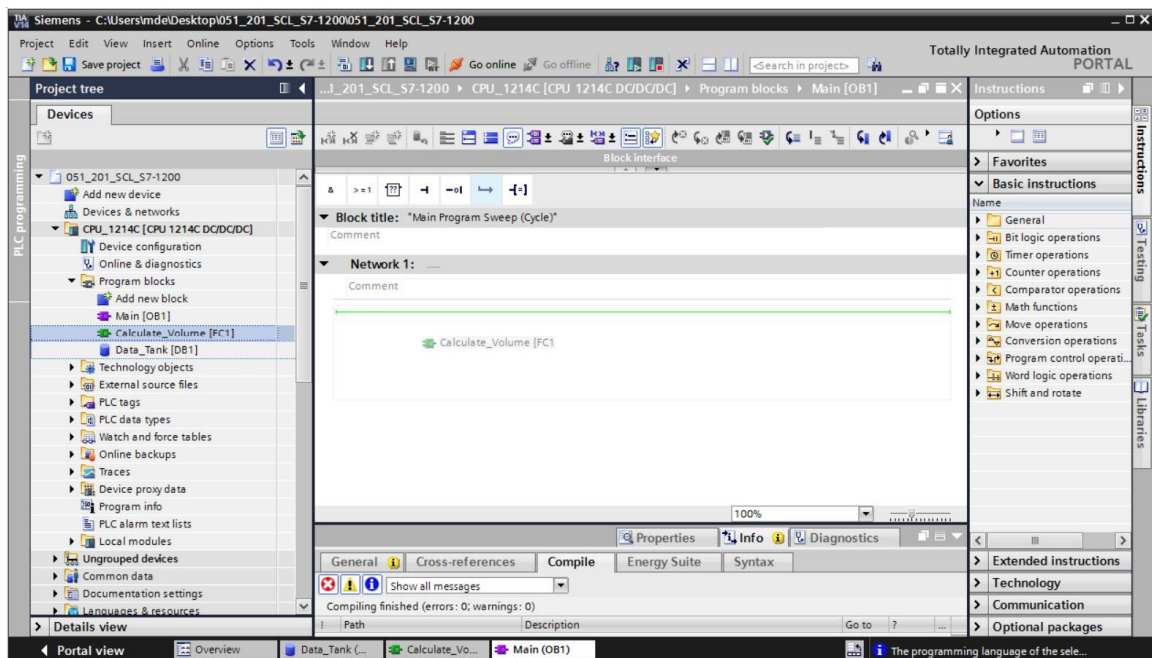 TIA V14 Siemens - C:\Users\mde\Desktop\051_201_SCL_S7-1200\051_201_SCL_S7-1200
Project Edit View Insert Online Options Tools Window Help
Totally Integrated Automation
PORTAL
Save project Go online Go offline <Search in project>
Project tree
...l_201_SCL_S7-1200 CPU_1214C [CPU 1214C DC/DC/DC] Program blocks Main [OB1]
Instructions
Devices
Options
PLC programming
Block interface
051_201_SCL_S7-1200
Add new device
Devices & networks
CPU_1214C [CPU 1214C DC/DC/DC]
Device configuration
Online & diagnostics
Program blocks
Add new block
Main [OB1]
Calculate_Volume [FC1]
Data_Tank [DB1]
Technology objects
External source files
PLC tags
PLC data types
Watch and force tables
Online backups
Traces
Device proxy data
Program info
PLC alarm text lists
Local modules
Ungrouped devices
Common data
Documentation settings
Languages & resources
Details view
& >=1 ?? -| -o| -[=]
Block title: "Main Program Sweep (Cycle)"
Comment
Network 1: .....
Comment
Calculate_Volume [FC1
100%
Properties Info Diagnostics
General Cross-references Compile Energy Suite Syntax
Show all messages
Compiling finished (errors: 0; warnings: 0)
! Path Description Go to ? ...
Favorites
Basic instructions
Name
General
Bit logic operations
Timer operations
Counter operations
Comparator operations
Math functions
Move operations
Conversion operations
Program control operati...
Word logic operations
Shift and rotate
Extended instructions
Technology
Communication
Optional packages
Instructions
Testing
Tasks
Libraries
Portal view Overview Data_Tank (... Calculate_Vo... Main (OB1) The programming language of the sele...